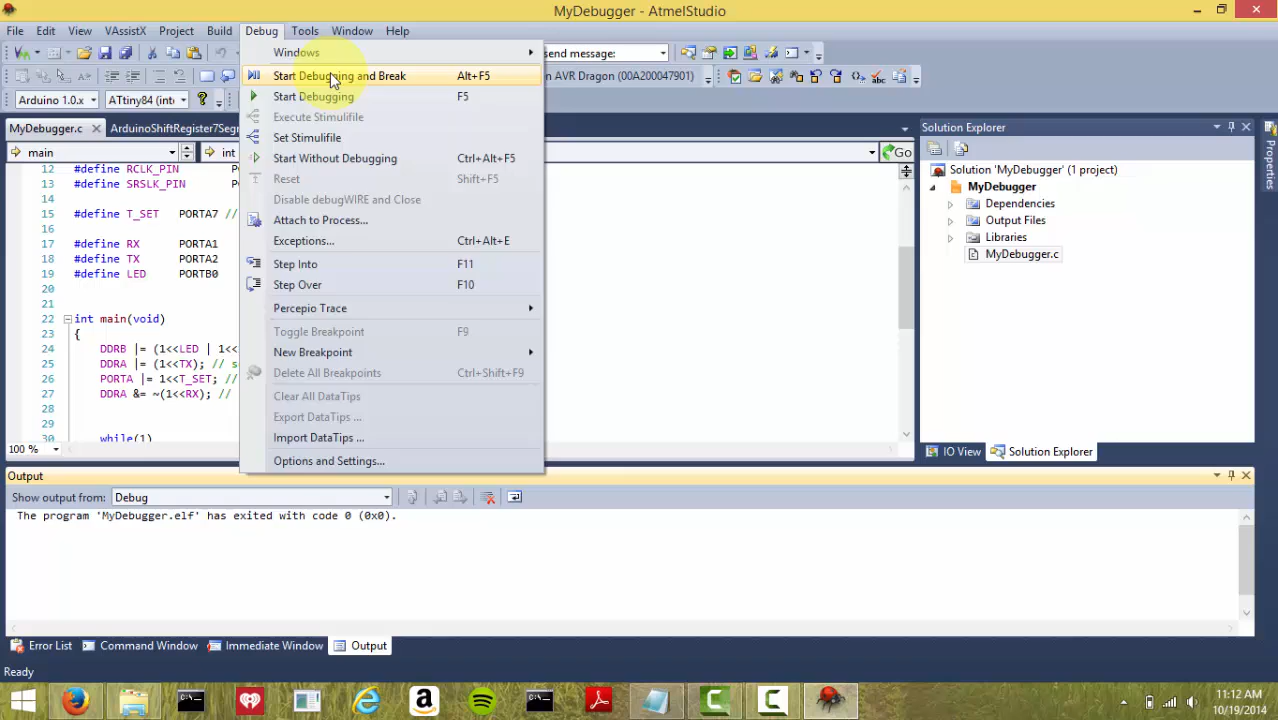 MyDebugger - AtmelStudio
File Edit View VAssistX Project Build Debug Tools Window Help
send message:
n AVR Dragon (00A200047901)
Arduino 1.0.x ATtiny84 (int
MyDebugger.c ArduinoShiftRegister7Seg
main int Go
12 #define RCLK_PIN P
13 #define SRSLK_PIN P
14
15 #define T_SET PORTA7 //
16
17 #define RX PORTA1
18 #define TX PORTA2
19 #define LED PORTB0
20
21
22 int main(void)
23 {
24 DDRB |= (1<<LED | 1<<
25 DDRA |= (1<<TX); // s
26 PORTA |= 1<<T_SET; //
27 DDRA &= ~(1<<RX); //
28
29
30 while(1)
100 %
Windows
Start Debugging and Break Alt+F5
Start Debugging F5
Execute Stimulifile
Set Stimulifile
Start Without Debugging Ctrl+Alt+F5
Reset Shift+F5
Disable debugWIRE and Close
Attach to Process...
Exceptions... Ctrl+Alt+E
Step Into F11
Step Over F10
Percepio Trace
Toggle Breakpoint F9
New Breakpoint
Delete All Breakpoints Ctrl+Shift+F9
Clear All DataTips
Export DataTips ...
Import DataTips ...
Options and Settings...
Solution Explorer
Solution 'MyDebugger' (1 project)
MyDebugger
Dependencies
Output Files
Libraries
MyDebugger.c
IO View Solution Explorer
Properties
Output
Show output from: Debug
The program 'MyDebugger.elf' has exited with code 0 (0x0).
Error List Command Window Immediate Window Output
Ready
11:12 AM
10/19/2014